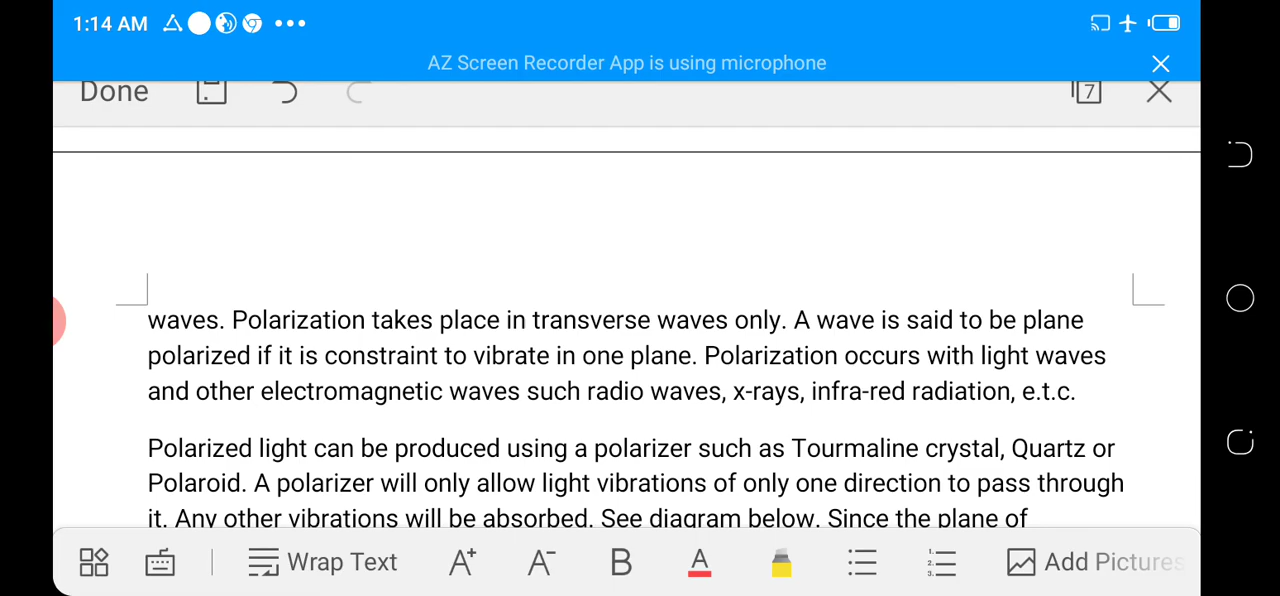 1:14 AM
AZ Screen Recorder App is using microphone
Done
7
waves. Polarization takes place in transverse waves only. A wave is said to be plane
polarized if it is constraint to vibrate in one plane. Polarization occurs with light waves
and other electromagnetic waves such radio waves, x-rays, infra-red radiation, e.t.c.
Polarized light can be produced using a polarizer such as Tourmaline crystal, Quartz or
Polaroid. A polarizer will only allow light vibrations of only one direction to pass through
it. Any other vibrations will be absorbed. See diagram below. Since the plane of
Wrap Text A+ A- B A Add Pictures